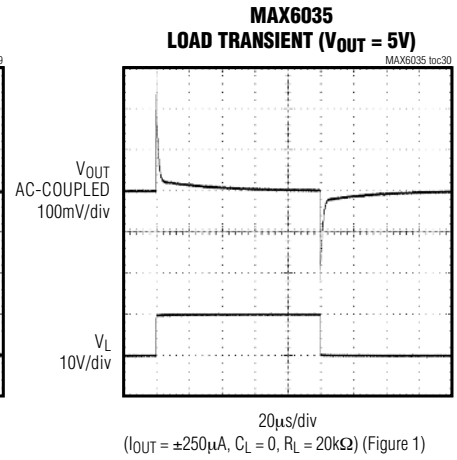 MAX6035
LOAD TRANSIENT (VOUT = 5V)
9
MAX6035 toc30
VOUT
AC-COUPLED
100mV/div
VL
10V/div
20µs/div
(IOUT = ±250µA, CL = 0, RL = 20kΩ) (Figure 1)